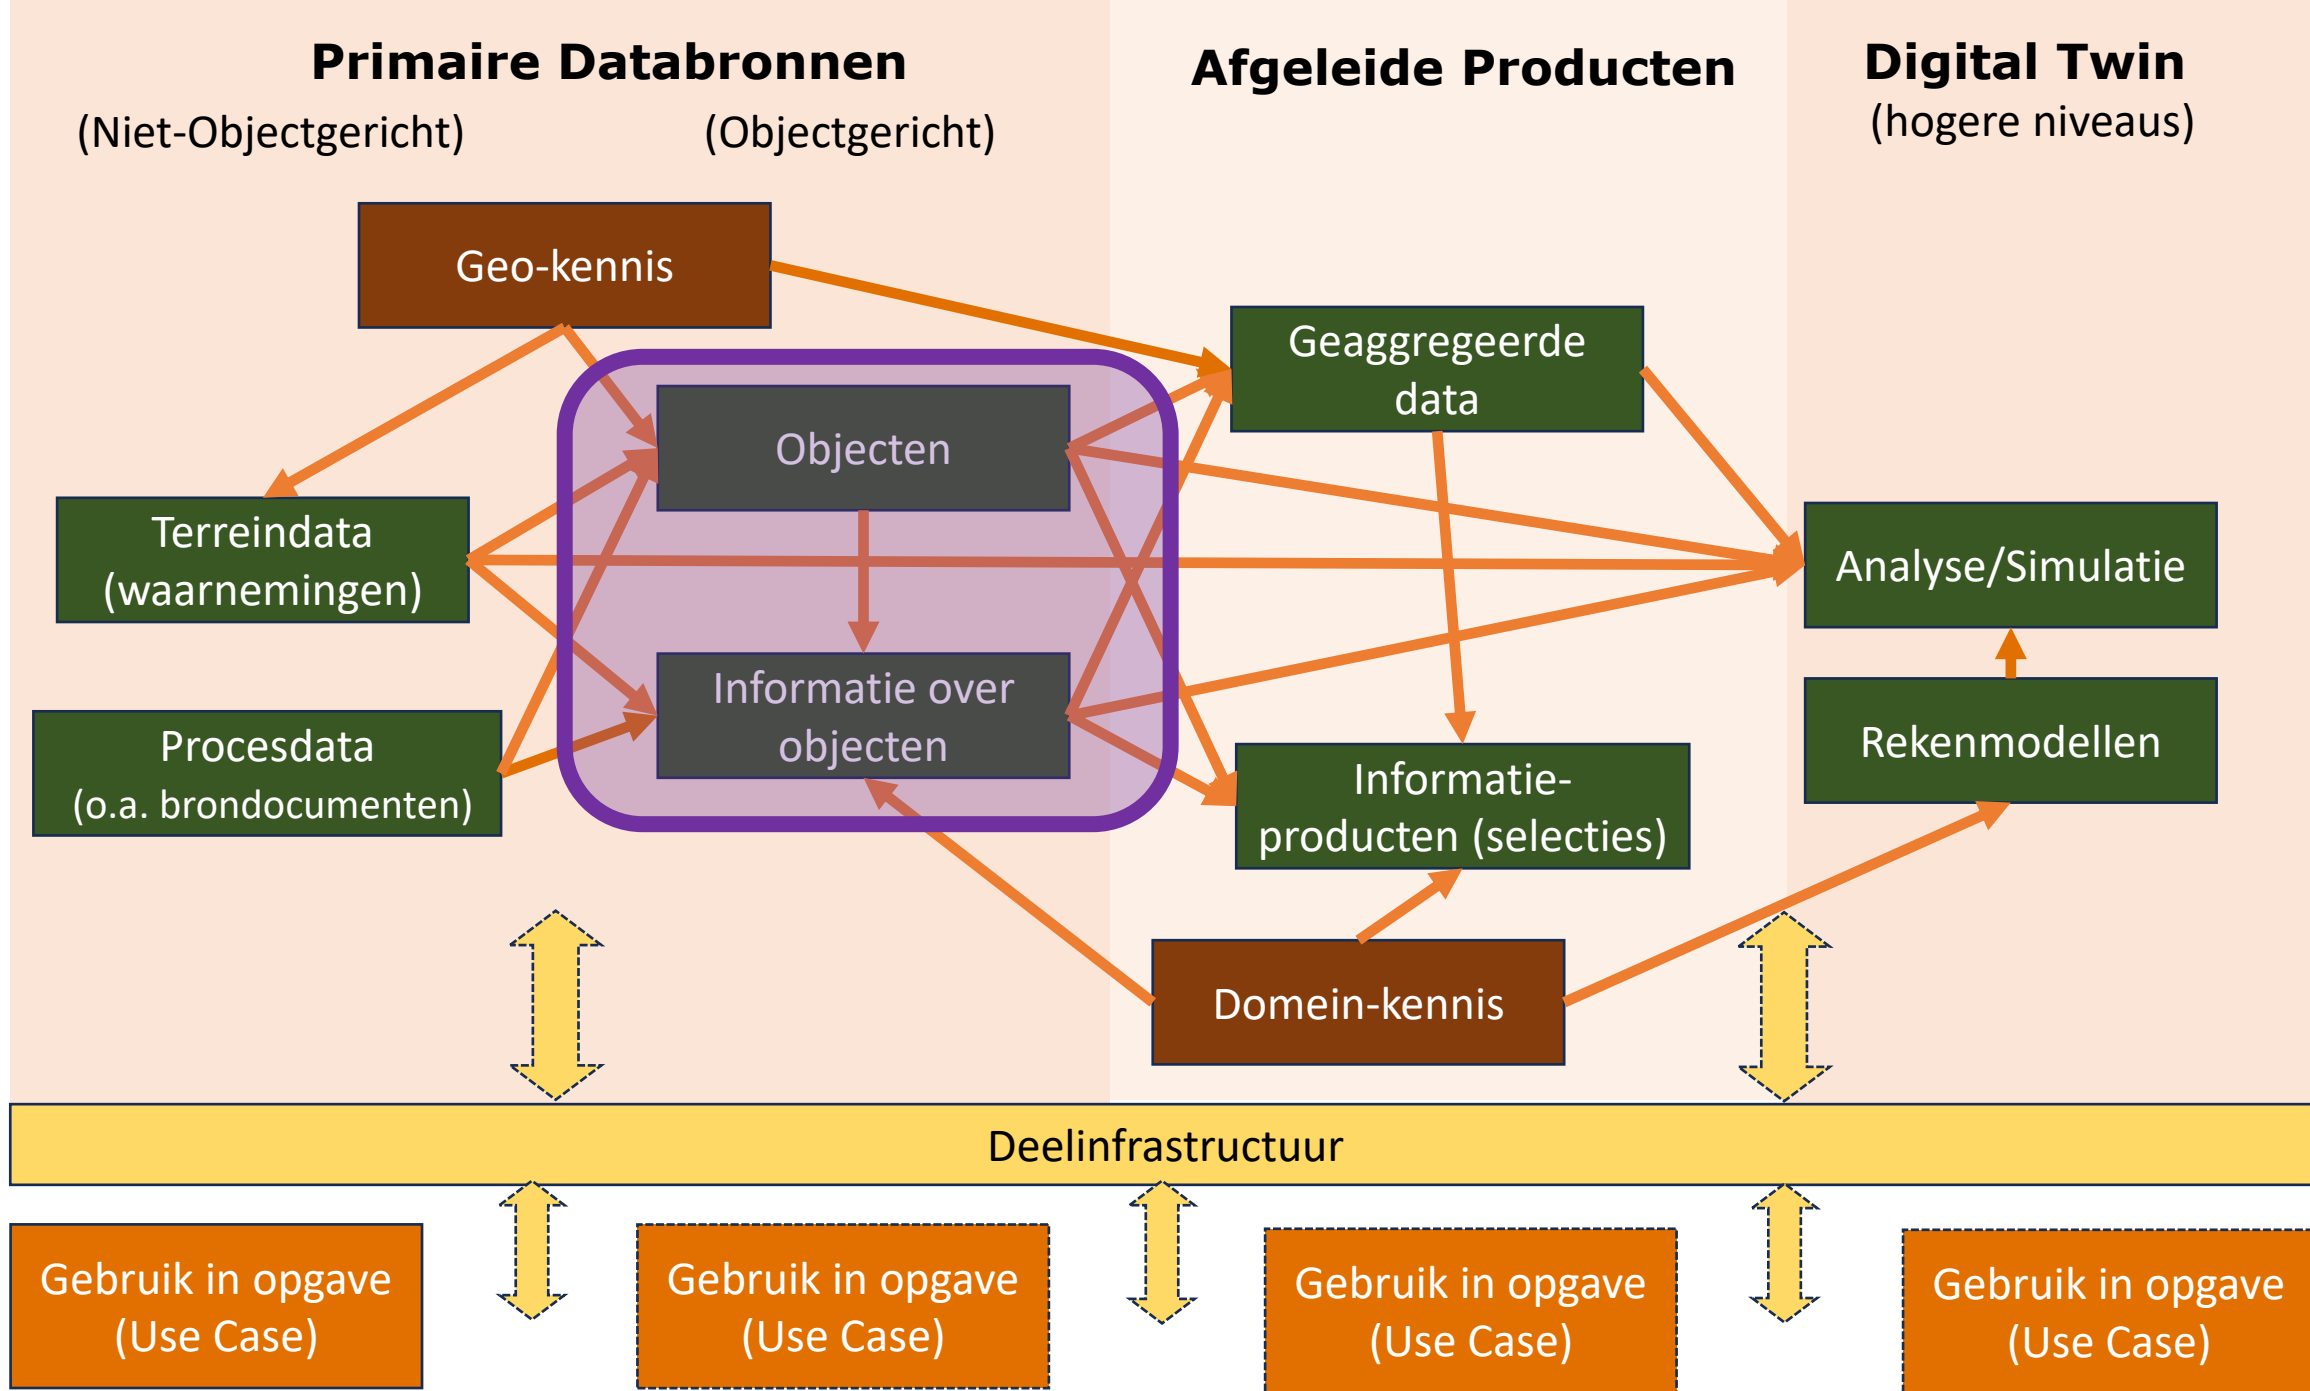 Primaire Databronnen
(Niet-Objectgericht)
(Objectgericht)
Afgeleide Producten
Digital Twin
(hogere niveaus)
Geo-kennis
Geaggregeerde
data
Objecten
Terreindata
(waarnemingen)
Analyse/Simulatie
Informatie over
objecten
Procesdata
(o.a. brondocumenten)
Rekenmodellen
Informatie-
producten (selecties)
Domein-kennis
Deelinfrastructuur
Gebruik in opgave
(Use Case)
Gebruik in opgave
(Use Case)
Gebruik in opgave
(Use Case)
Gebruik in opgave
(Use Case)